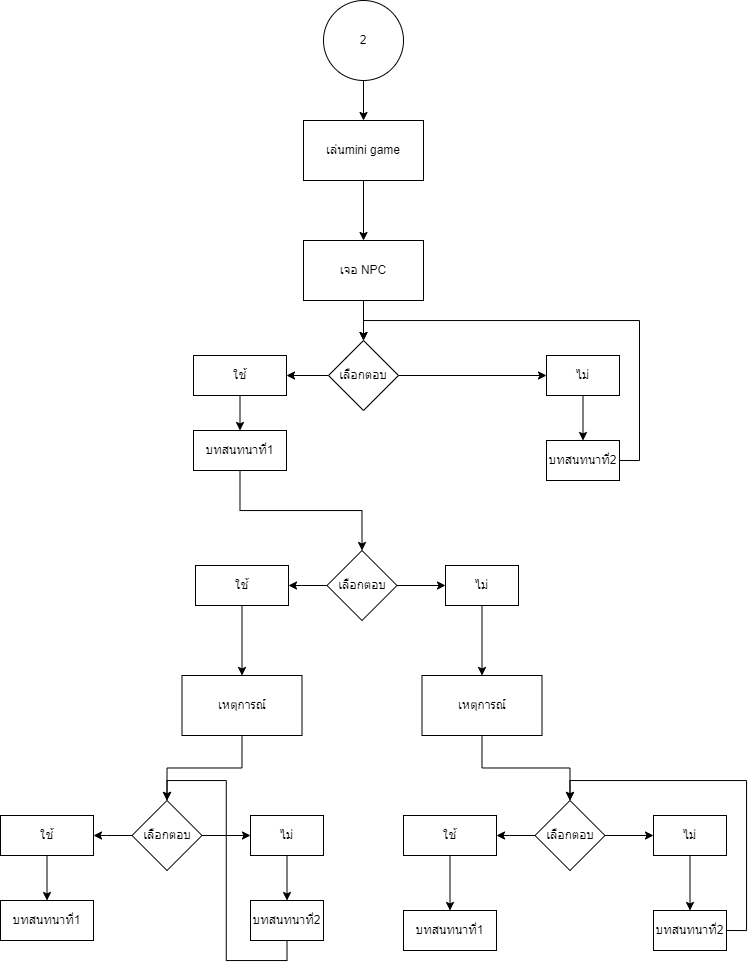 2
เล่นmini game
เจอ NPC
ใช้
เลือกตอบ
ไม่
บทสนทนาที่1
บทสนทนาที่2
ใช้
เลือกตอบ
ไม่
เหตุการณ์
เหตุการณ์
ใช้
เลือกตอบ
ไม่
ใช้
เลือกตอบ
ไม่
บทสนทนาที่1
บทสนทนาที่2
บทสนทนาที่1
บทสนทนาที่2